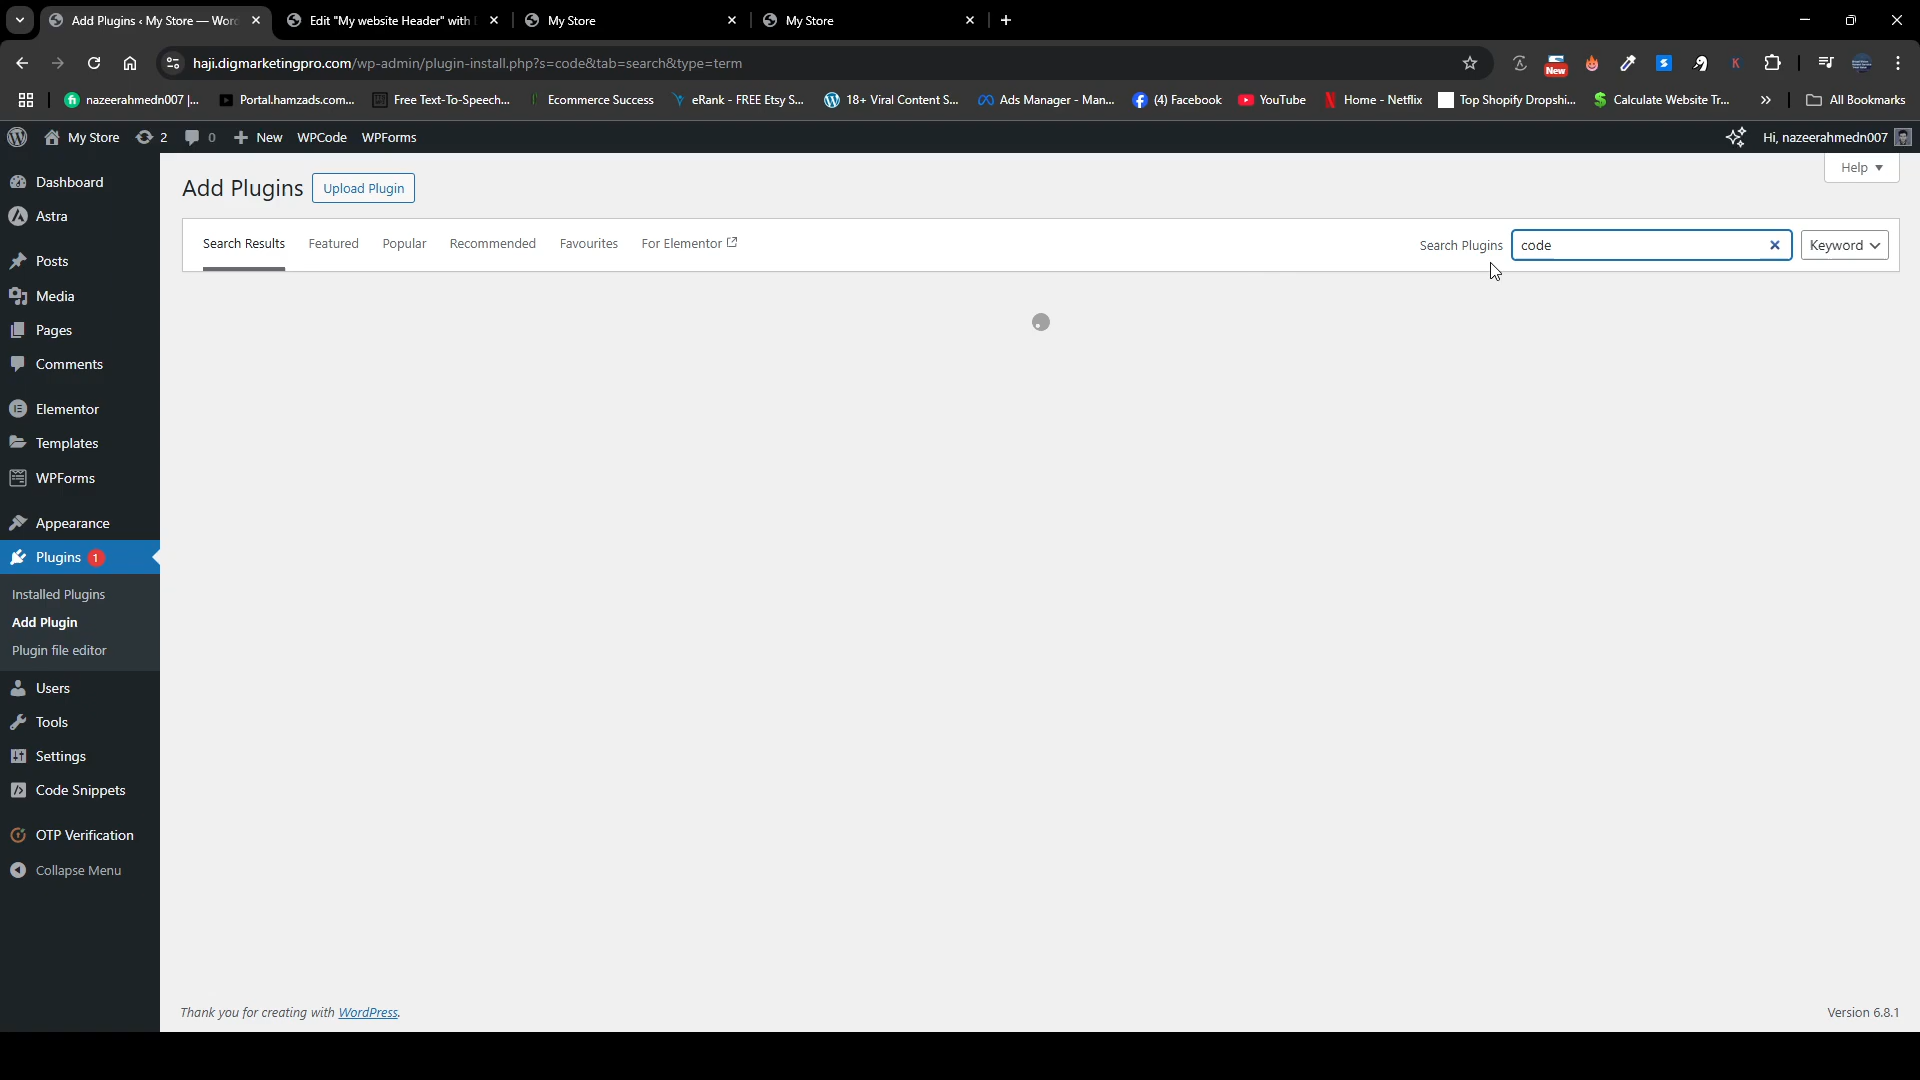 Add Plugins ‹ My Store — Wor
Edit "My website Header" with
My Store
My Store
haji.digmarketingpro.com/wp-admin/plugin-install.php?s=code&tab=search&type=term
New
nazeerahmedn007 |...
Portal.hamzads.com...
Free Text-To-Speech...
Ecommerce Success
eRank - FREE Etsy S...
18+ Viral Content S...
Ads Manager - Man...
(4) Facebook
YouTube
Home - Netflix
Top Shopify Dropshi...
Calculate Website Tr...
All Bookmarks
My Store
2
0
New
WPCode
WPForms
Hi, nazeerahmedn007
Dashboard
Astra
Posts
Media
Pages
Comments
Elementor
Templates
WPForms
Appearance
Plugins 1
Installed Plugins
Add Plugin
Plugin file editor
Users
Tools
Settings
Code Snippets
OTP Verification
Collapse Menu
Help
Add Plugins
Upload Plugin
Search Results
Featured
Popular
Recommended
Favourites
For Elementor
Search Plugins
code
Keyword
Thank you for creating with WordPress.
Version 6.8.1